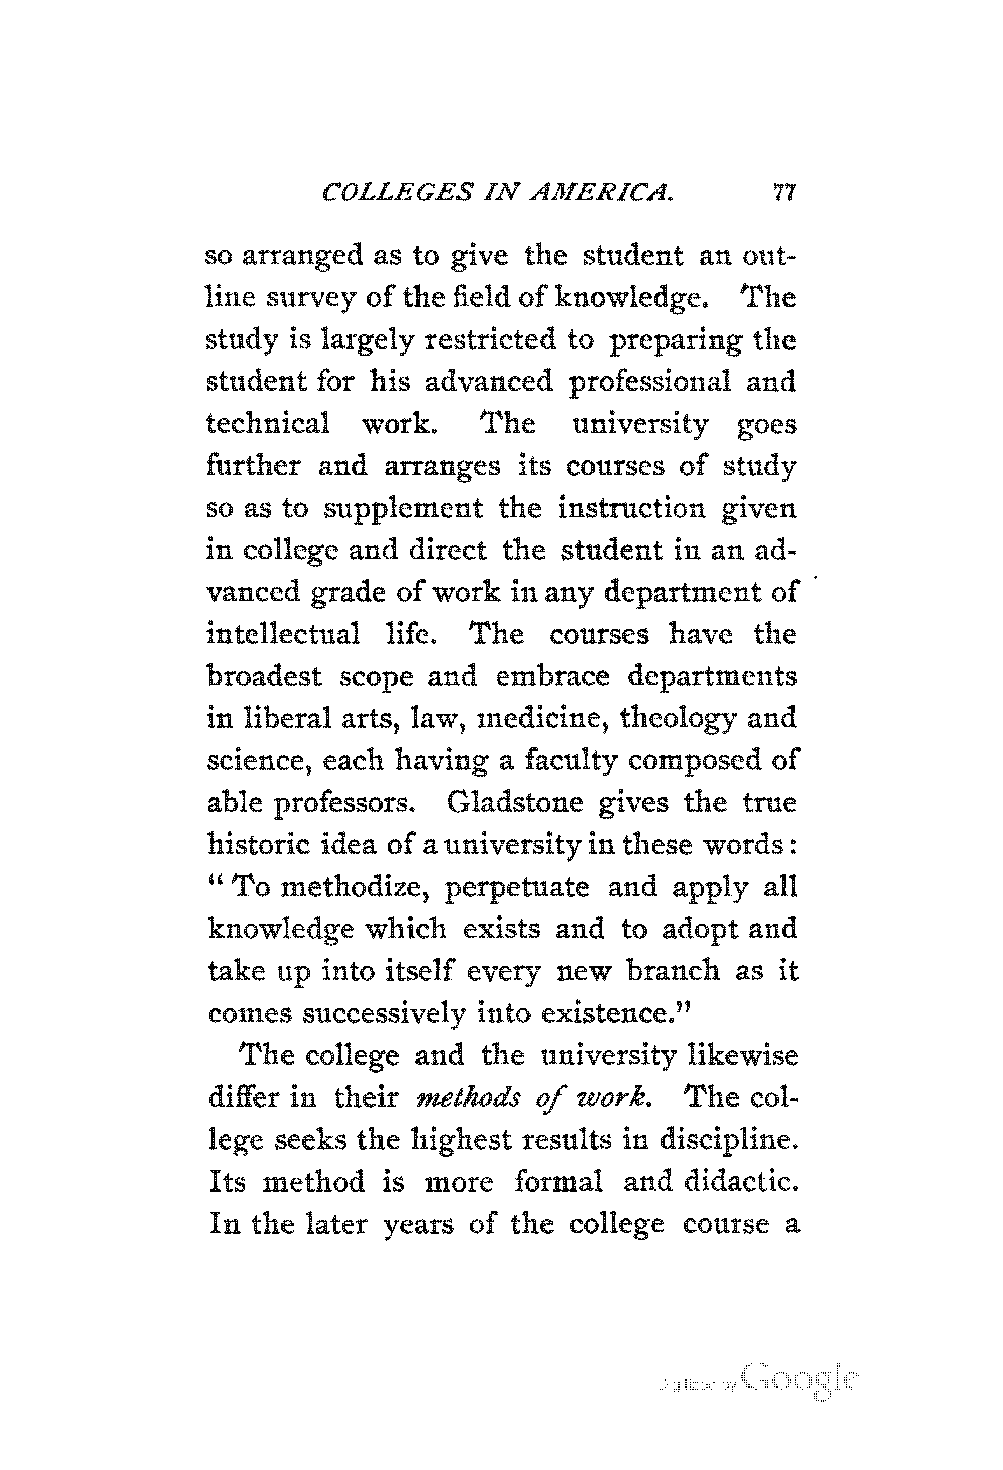 COLLEGES IN AMERICA. 77
so arranged as to give the student an out-
line survey of the field of knowledge. The
study is largely restricted to preparing the
student for his advanced professional and
technical work. The university goes
further and arranges its courses of study
so as to supplement the instruction given
in college and direct the student in an ad-
vanced grade of work in any department of
intellectual life. The courses have the
broadest scope and embrace departments
in liberal arts, law, medicine, theology and
science, each having a faculty composed of
able professors. Gladstone gives the true
historic idea of a university in these words:
“To methodize, perpetuate and apply all
knowledge which exists and to adopt and
take up into itself every new branch as it
comes successively into existence.”
The college and the university likewise
differ in their methods of work. The col-
lege seeks the highest results in discipline.
Its method is more formal and didactic.
In the later years of the college course a
Digitized by Google